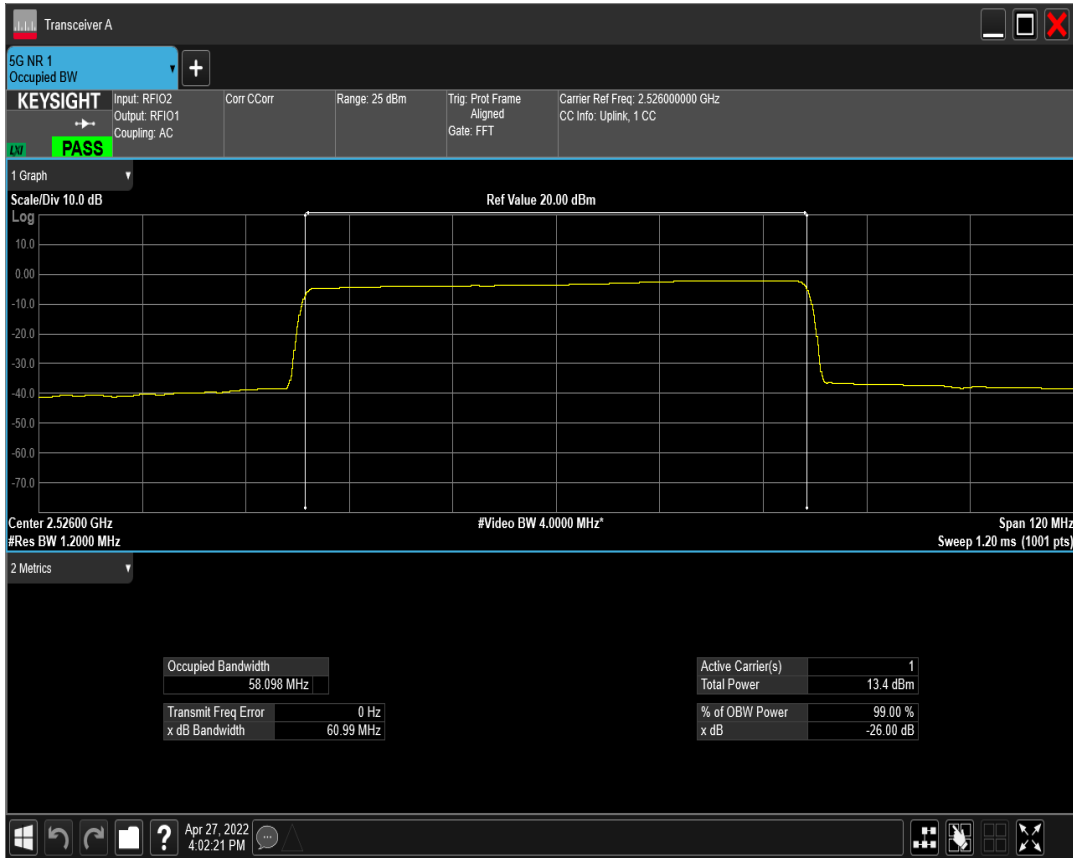 Transceiver A
5G NR 1
Occupied BW
KEYSIGHT
LXI
PASS
Input: RFIO2
Output: RFIO1
Coupling: AC
Corr CCorr
Range: 25 dBm
Trig: Prot Frame
Aligned
Gate: FFT
Carrier Ref Freq: 2.526000000 GHz
CC Info: Uplink, 1 CC
1 Graph
Scale/Div 10.0 dB
Ref Value 20.00 dBm
Log
10.0
0.00
-10.0
-20.0
-30.0
-40.0
-50.0
-60.0
-70.0
Center 2.52600 GHz
#Video BW 4.0000 MHz*
Span 120 MHz
#Res BW 1.2000 MHz
Sweep 1.20 ms (1001 pts)
2 Metrics
Occupied Bandwidth
58.098 MHz
Transmit Freq Error 0 Hz
x dB Bandwidth 60.99 MHz
Active Carrier(s) 1
Total Power 13.4 dBm
% of OBW Power 99.00 %
x dB -26.00 dB
?
Apr 27, 2022
4:02:21 PM